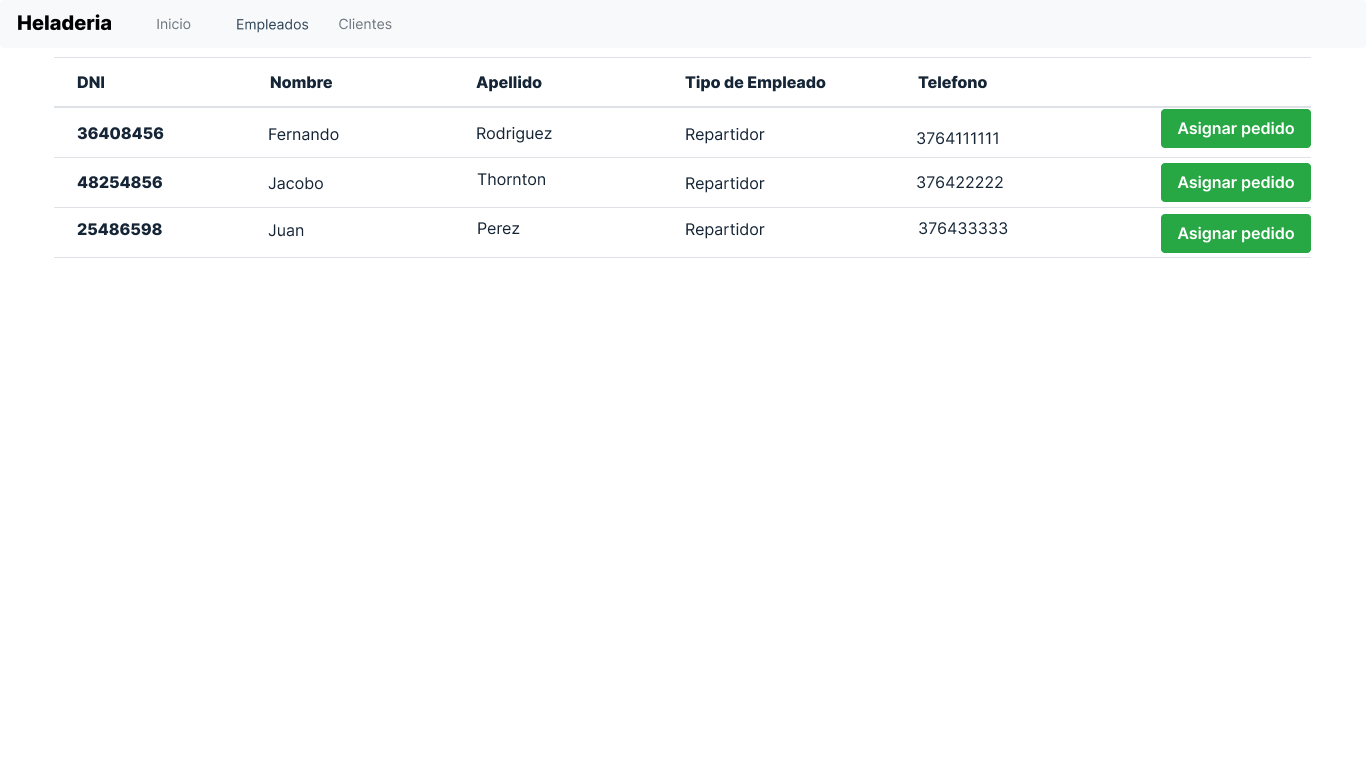 Heladeria Inicio Empleados Clientes
DNI Nombre Apellido Tipo de Empleado Telefono
36408456 Fernando Rodriguez Repartidor 3764111111 Asignar pedido
48254856 Jacobo Thornton Repartidor 376422222 Asignar pedido
25486598 Juan Perez Repartidor 376433333 Asignar pedido